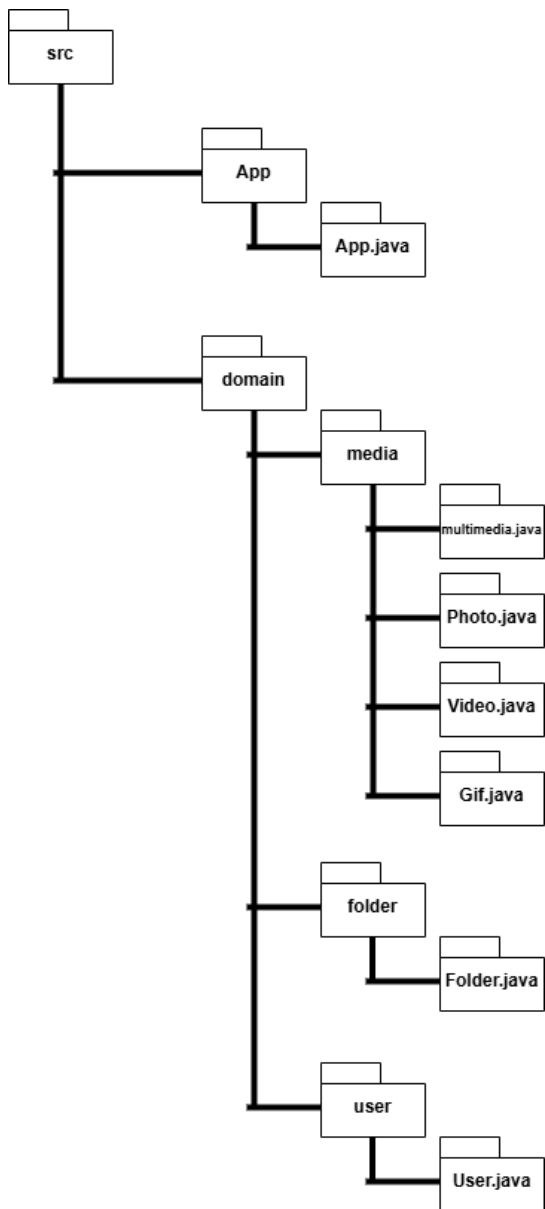 src
App
App.java
domain
media
multimedia.java
Photo.java
Video.java
Gif.java
folder
Folder.java
user
User.java